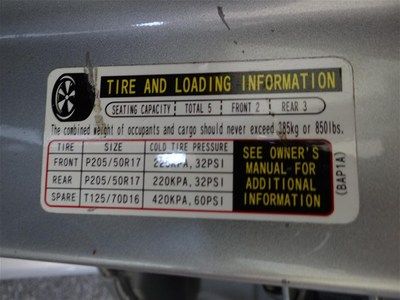 TIRE AND LOADING INFORMATION
SEATING CAPACITY TOTAL 5 FRONT 2 REAR 3
The combined weight of occupants and cargo should never exceed 385kg or 850lbs.
TIRE SIZE COLD TIRE PRESSURE
FRONT P205/50R17 220KPA, 32PSI
REAR P205/50R17 220KPA, 32PSI
SPARE T125/70D16 420KPA, 60PSI
SEE OWNER'S
MANUAL FOR
ADDITIONAL
INFORMATION
(BAP1A)